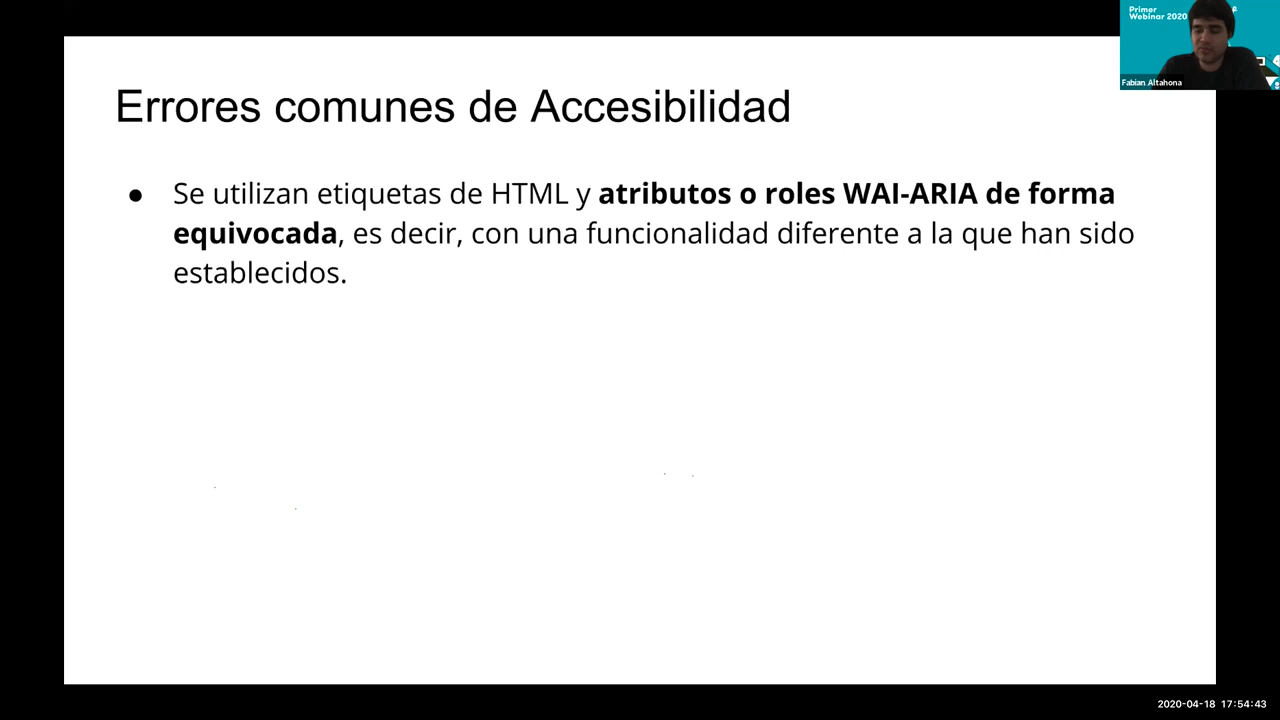 Primer
Webinar 2020
Fabian Altahona
Errores comunes de Accesibilidad
● Se utilizan etiquetas de HTML y atributos o roles WAI-ARIA de forma
equivocada, es decir, con una funcionalidad diferente a la que han sido
establecidos.
2020-04-18 17:54:43